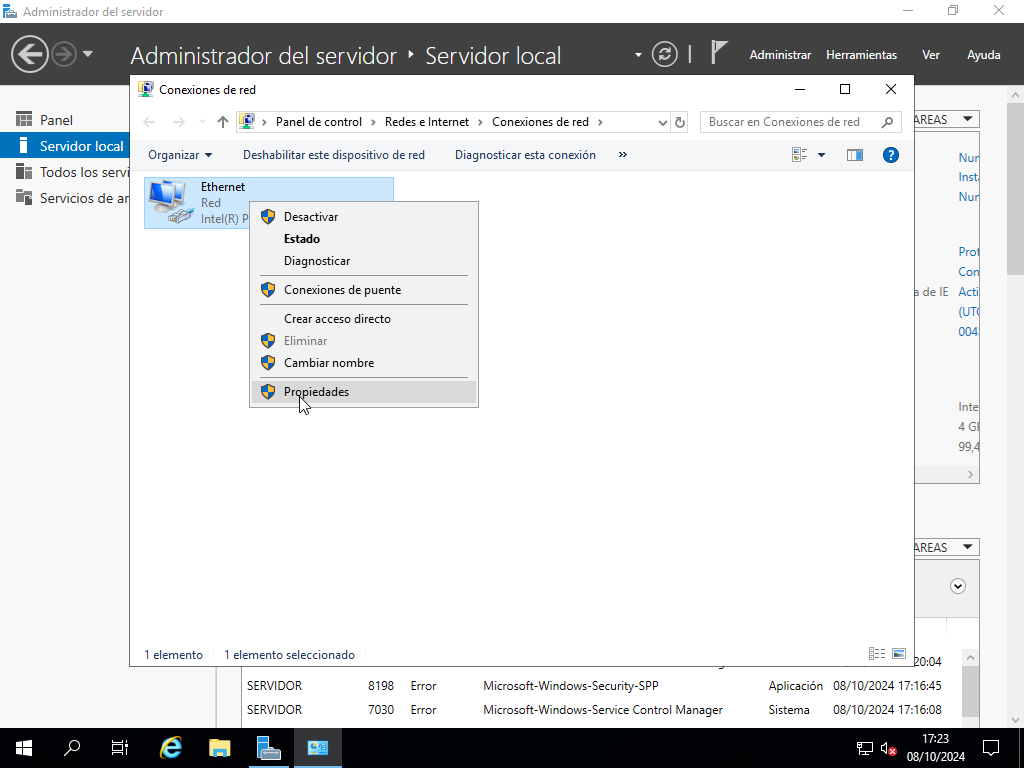 Administrador del servidor
Administrador del servidor Servidor local
Administrar Herramientas Ver Ayuda
Conexiones de red
Panel de control Redes e Internet Conexiones de red
Buscar en Conexiones de red
Organizar Deshabilitar este dispositivo de red Diagnosticar esta conexión »
Panel
Servidor local
Todos los servi
Servicios de ar
Ethernet
Red
Intel(R) P
Desactivar
Estado
Diagnosticar
Conexiones de puente
Crear acceso directo
Eliminar
Cambiar nombre
Propiedades
AREAS
Num
Insta
Num
Prot
Con
a de IE Acti
(UTC
004
Inte
4 GB
99,4
AREAS
1 elemento 1 elemento seleccionado
20:04
SERVIDOR 8198 Error Microsoft-Windows-Security-SPP Aplicación 08/10/2024 17:16:45
SERVIDOR 7030 Error Microsoft-Windows-Service Control Manager Sistema 08/10/2024 17:16:08
17:23
08/10/2024